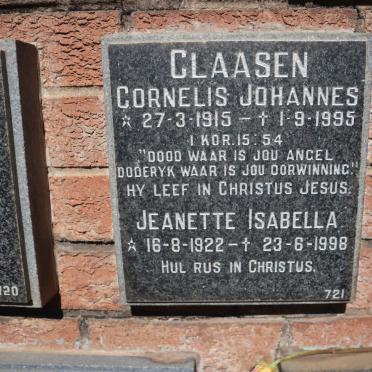 CLAASEN
CORNELIS JOHANNES
* 27-3-1915 - † 1-9-1995
I KOR.15:54
"DOOD WAAR IS JOU ANGEL
DODERYK WAAR IS JOU OORWINNING."
HY LEEF IN CHRISTUS JESUS.
JEANETTE ISABELLA
* 16-8-1922 - † 23-6-1998
HUL RUS IN CHRISTUS.
721
120